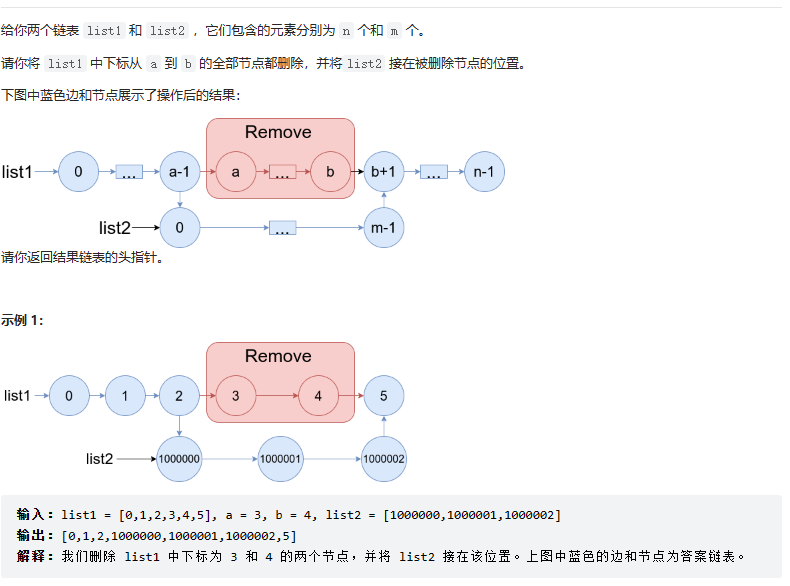 给你两个链表 list1 和 list2 ，它们包含的元素分别为 n 个和 m 个。
请你将 list1 中下标从 a 到 b 的全部节点都删除，并将 list2 接在被删除节点的位置。
下图中蓝色边和节点展示了操作后的结果：
Remove
list1 0 ... a-1 a ... b b+1 ... n-1
list2 0 ... m-1
请你返回结果链表的头指针。
示例 1：
Remove
list1 0 1 2 3 4 5
list2 1000000 1000001 1000002
输入：list1 = [0,1,2,3,4,5], a = 3, b = 4, list2 = [1000000,1000001,1000002]
输出：[0,1,2,1000000,1000001,1000002,5]
解释：我们删除 list1 中下标为 3 和 4 的两个节点，并将 list2 接在该位置。上图中蓝色的边和节点为答案链表。